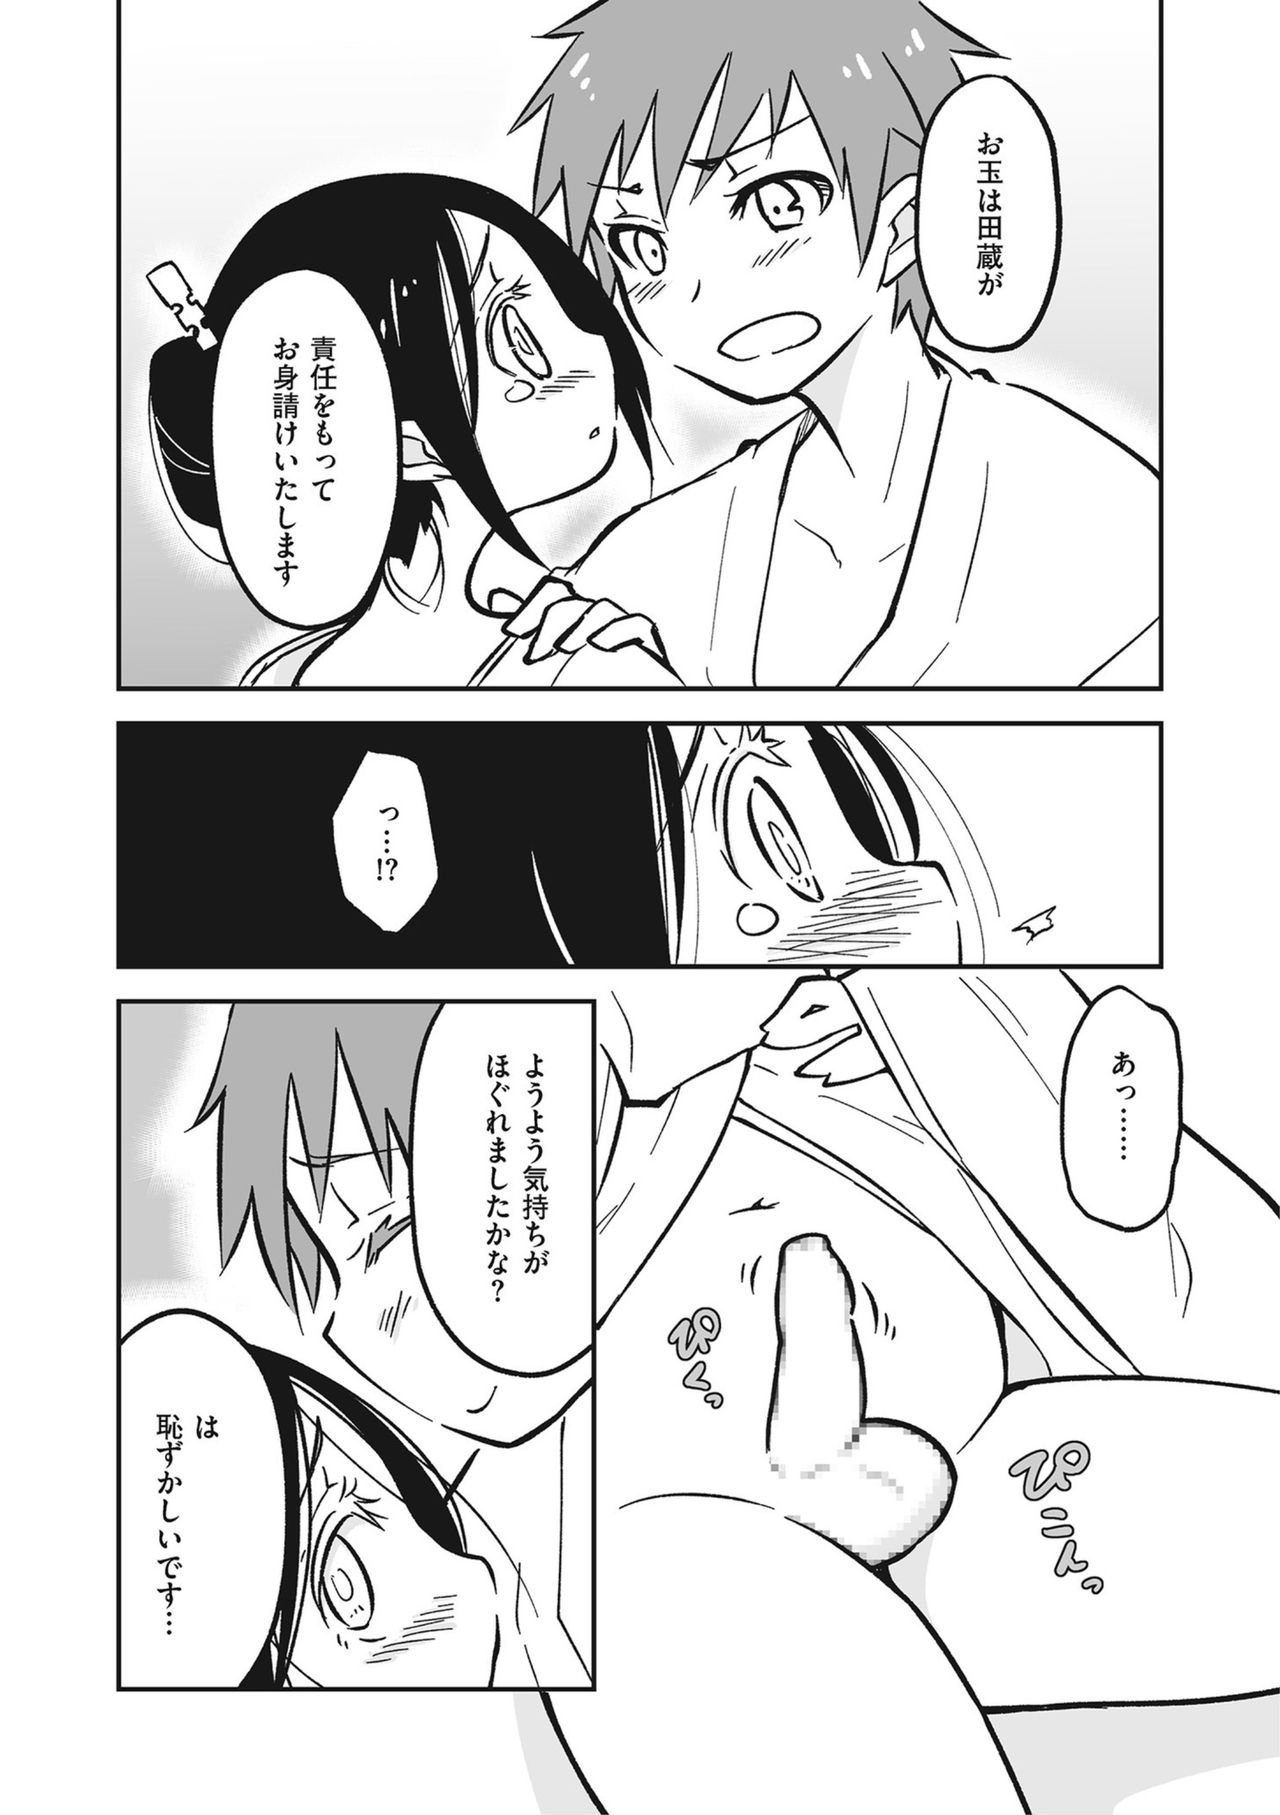 お玉は田蔵が
責任をもって
お身請けいたします
っ…!?
あっ……
ぴくっ
ぴこんっ
ようよう気持ちが
ほぐれましたかな？
は
恥ずかしいです…